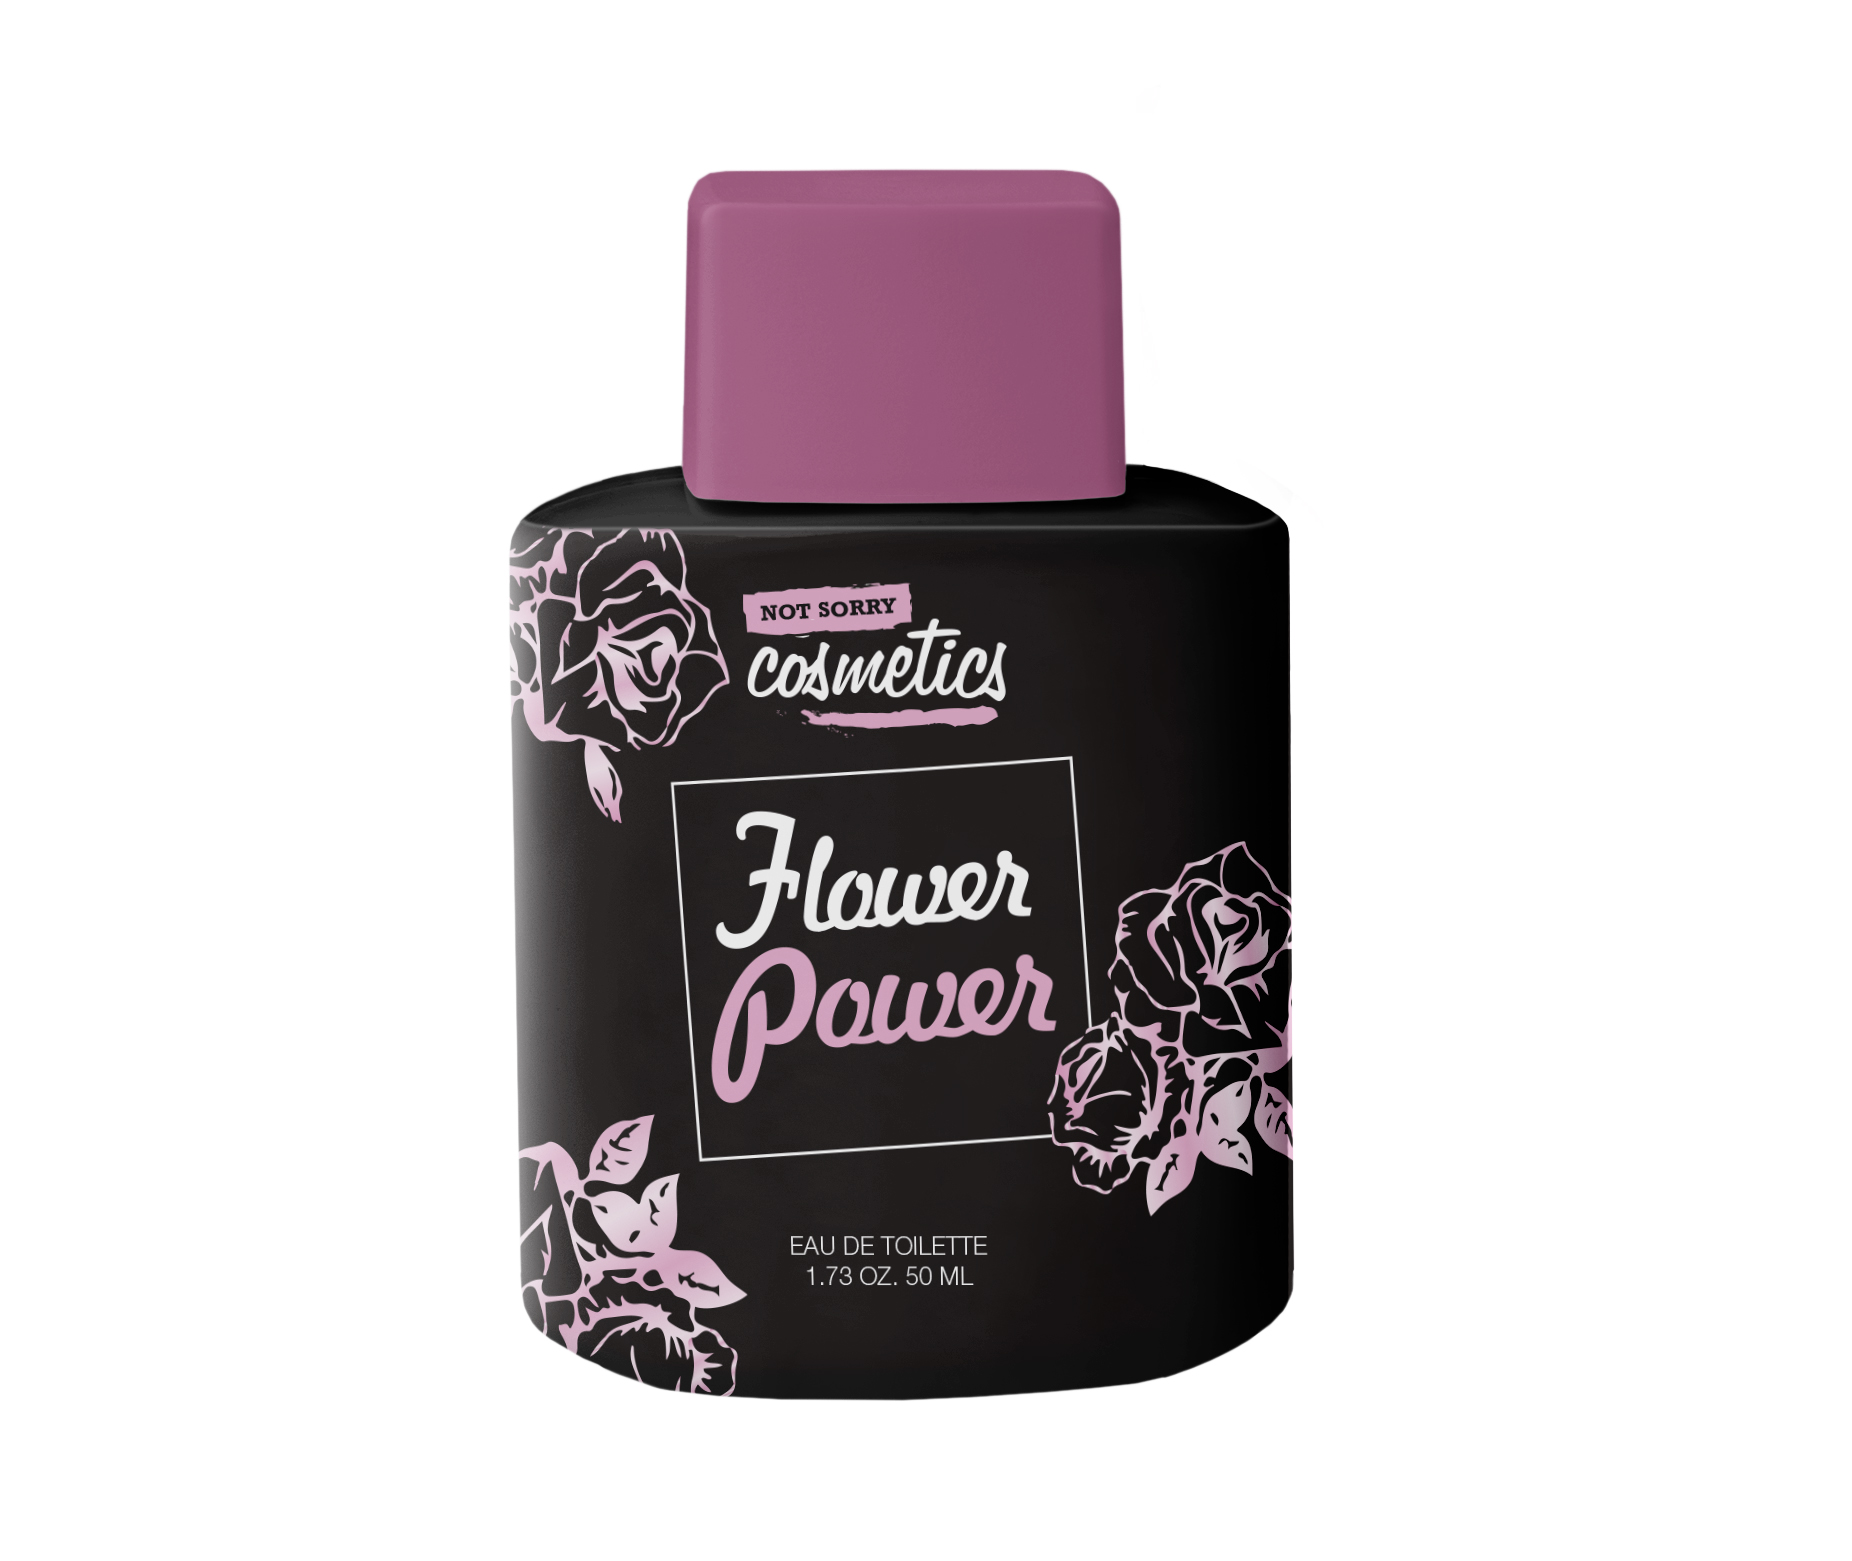 NOT SORRY
cosmetics
Flower
Power
EAU DE TOILETTE
1.73 OZ. 50 ML